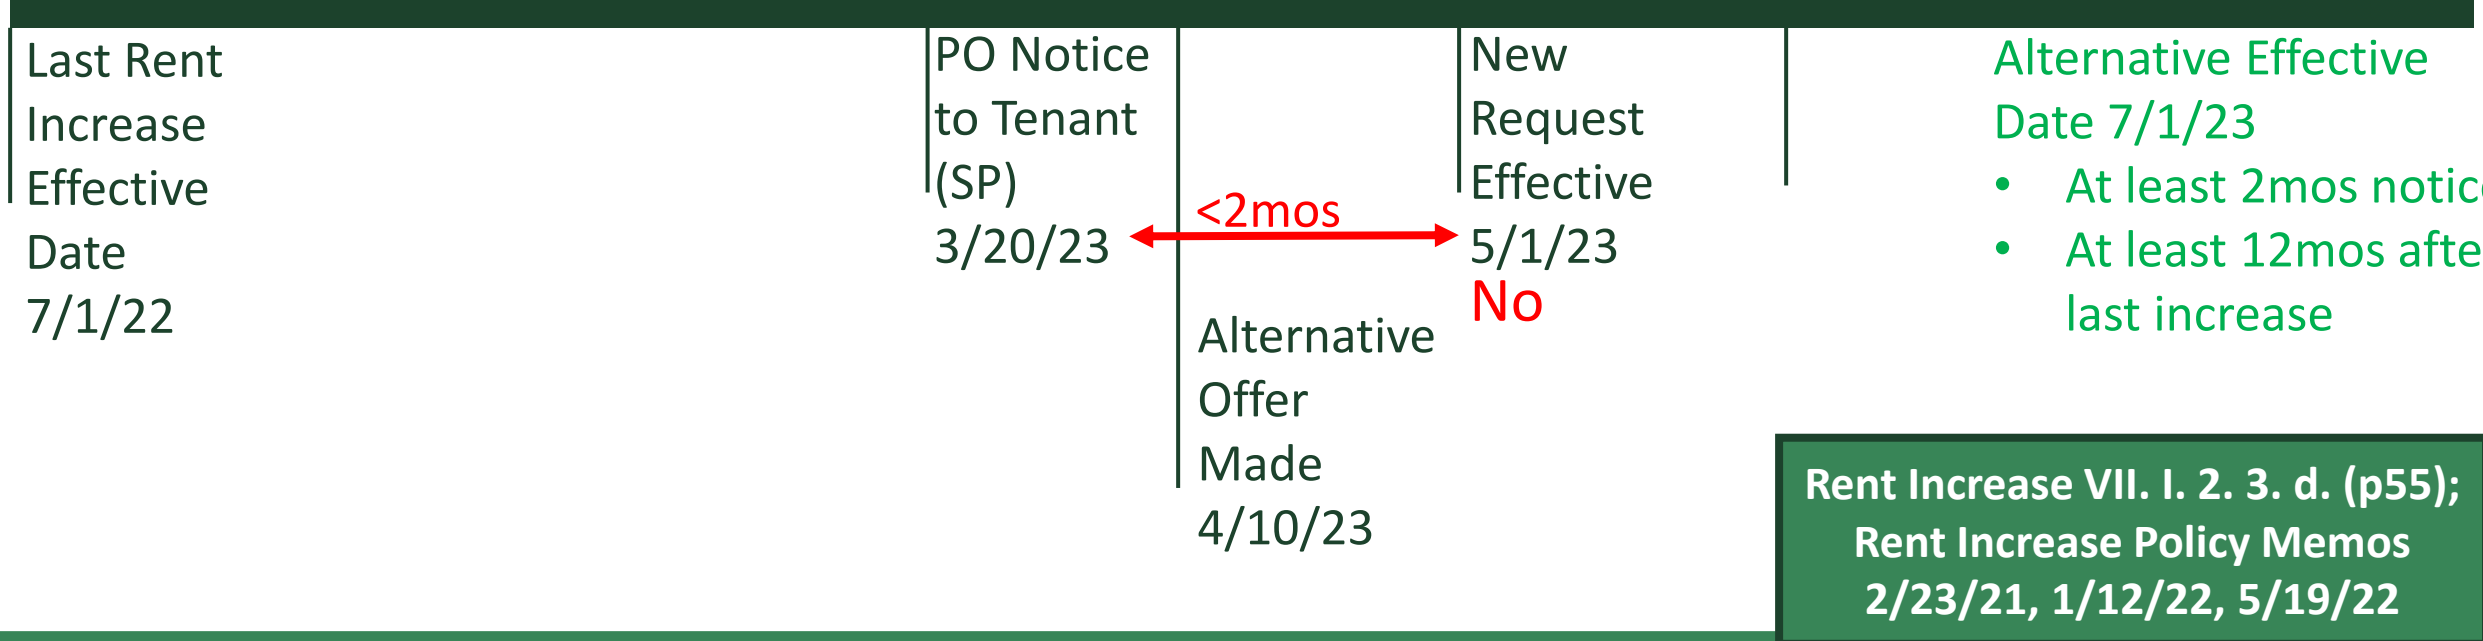 Last Rent
Increase
Effective
Date
7/1/22
PO Notice
to Tenant
(SP)
3/20/23
<2mos
Alternative
Offer
Made
4/10/23
New
Request
Effective
5/1/23
No
Alternative Effective
Date 7/1/23
• At least 2mos notic
• At least 12mos afte
last increase
Rent Increase VII. I. 2. 3. d. (p55);
Rent Increase Policy Memos
2/23/21, 1/12/22, 5/19/22